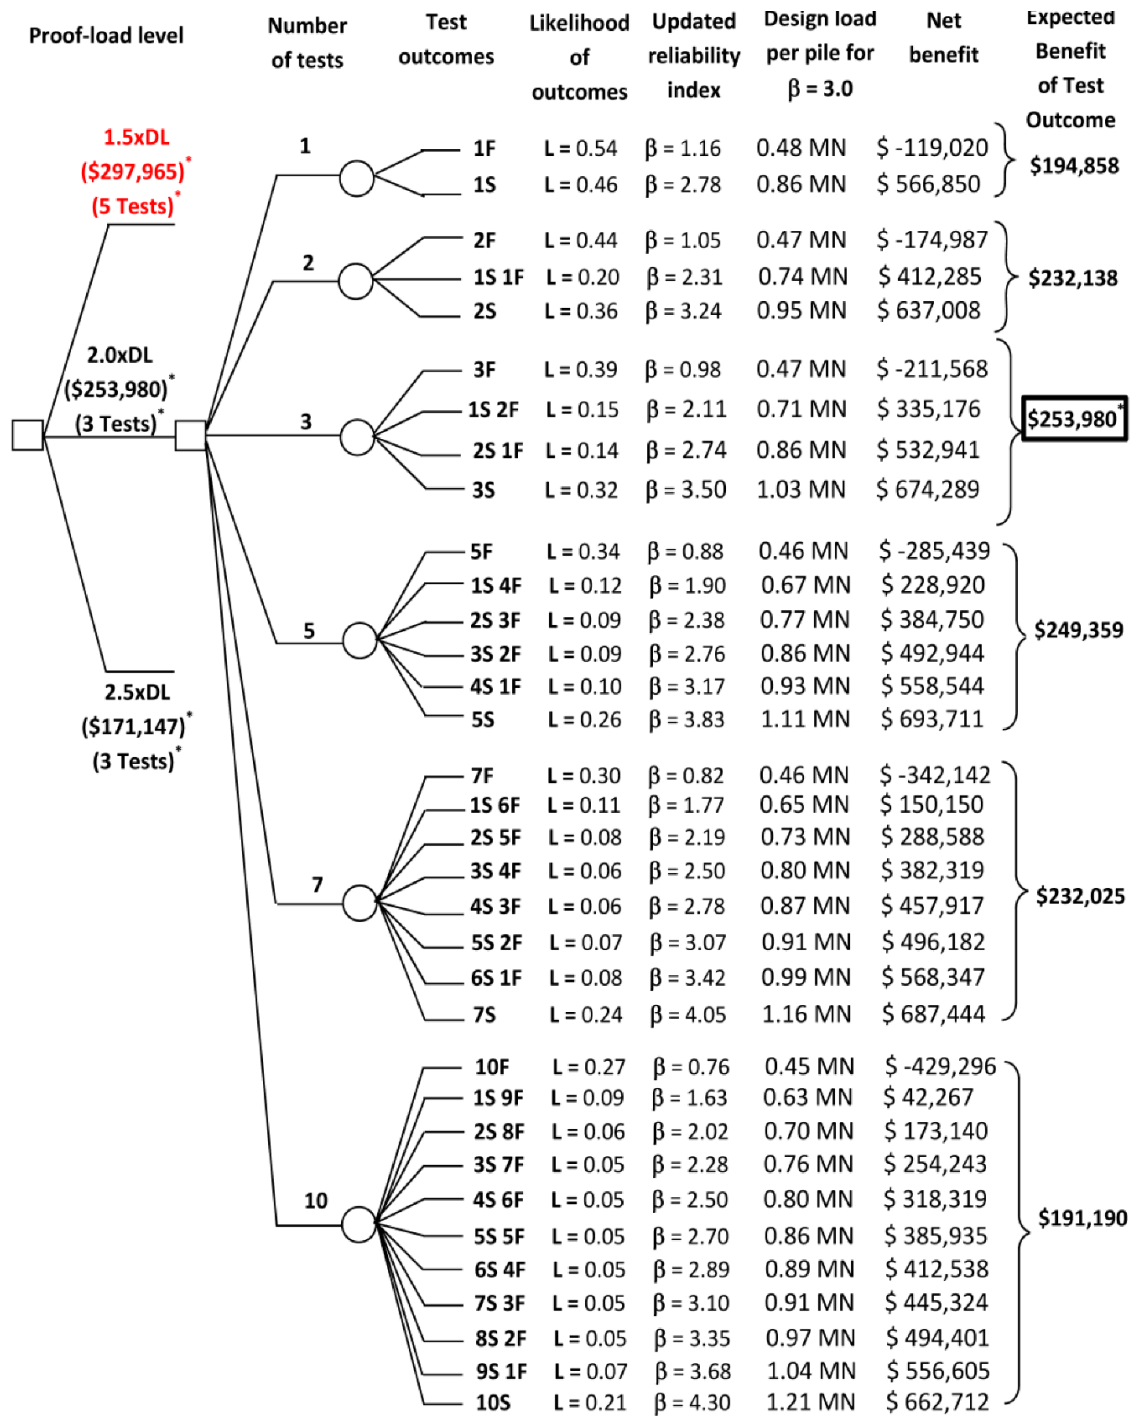 Proof-load level
Number of tests
Test outcomes
Likelihood of outcomes
Updated reliability index
Design load per pile for β = 3.0
Net benefit
Expected Benefit of Test Outcome
1.5xDL
($297,965)*
(5 Tests)*
2.0xDL
($253,980)*
(3 Tests)*
2.5xDL
($171,147)*
(3 Tests)*
1
1F L = 0.54 β = 1.16 0.48 MN $ -119,020
1S L = 0.46 β = 2.78 0.86 MN $ 566,850
$194,858
2
2F L = 0.44 β = 1.05 0.47 MN $ -174,987
1S 1F L = 0.20 β = 2.31 0.74 MN $ 412,285
2S L = 0.36 β = 3.24 0.95 MN $ 637,008
$232,138
3
3F L = 0.39 β = 0.98 0.47 MN $ -211,568
1S 2F L = 0.15 β = 2.11 0.71 MN $ 335,176
2S 1F L = 0.14 β = 2.74 0.86 MN $ 532,941
3S L = 0.32 β = 3.50 1.03 MN $ 674,289
$253,980*
5
5F L = 0.34 β = 0.88 0.46 MN $ -285,439
1S 4F L = 0.12 β = 1.90 0.67 MN $ 228,920
2S 3F L = 0.09 β = 2.38 0.77 MN $ 384,750
3S 2F L = 0.09 β = 2.76 0.86 MN $ 492,944
4S 1F L = 0.10 β = 3.17 0.93 MN $ 558,544
5S L = 0.26 β = 3.83 1.11 MN $ 693,711
$249,359
7
7F L = 0.30 β = 0.82 0.46 MN $ -342,142
1S 6F L = 0.11 β = 1.77 0.65 MN $ 150,150
2S 5F L = 0.08 β = 2.19 0.73 MN $ 288,588
3S 4F L = 0.06 β = 2.50 0.80 MN $ 382,319
4S 3F L = 0.06 β = 2.78 0.87 MN $ 457,917
5S 2F L = 0.07 β = 3.07 0.91 MN $ 496,182
6S 1F L = 0.08 β = 3.42 0.99 MN $ 568,347
7S L = 0.24 β = 4.05 1.16 MN $ 687,444
$232,025
10
10F L = 0.27 β = 0.76 0.45 MN $ -429,296
1S 9F L = 0.09 β = 1.63 0.63 MN $ 42,267
2S 8F L = 0.06 β = 2.02 0.70 MN $ 173,140
3S 7F L = 0.05 β = 2.28 0.76 MN $ 254,243
4S 6F L = 0.05 β = 2.50 0.80 MN $ 318,319
5S 5F L = 0.05 β = 2.70 0.86 MN $ 385,935
6S 4F L = 0.05 β = 2.89 0.89 MN $ 412,538
7S 3F L = 0.05 β = 3.10 0.91 MN $ 445,324
8S 2F L = 0.05 β = 3.35 0.97 MN $ 494,401
9S 1F L = 0.07 β = 3.68 1.04 MN $ 556,605
10S L = 0.21 β = 4.30 1.21 MN $ 662,712
$191,190